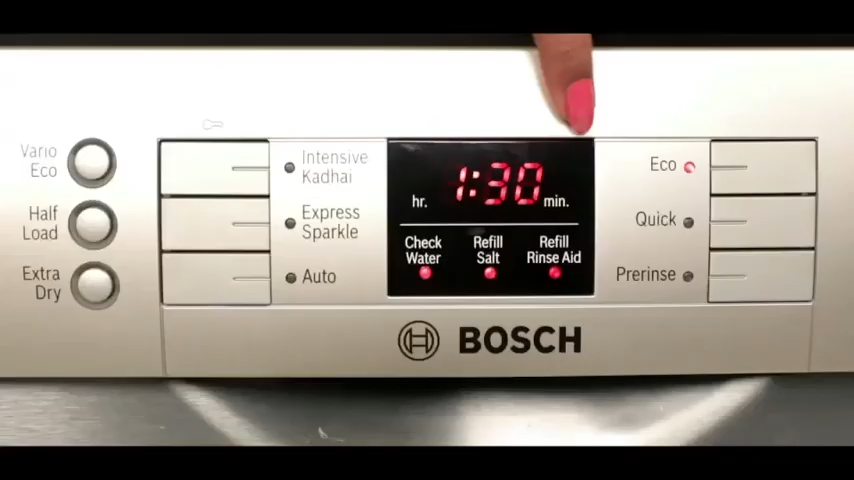 Vario
Eco
Half
Load
Extra
Dry
Intensive
Kadhai
Express
Sparkle
Auto
1:30
hr.
min.
Check
Water
Refill
Salt
Refill
Rinse Aid
Eco
Quick
Prerinse
BOSCH